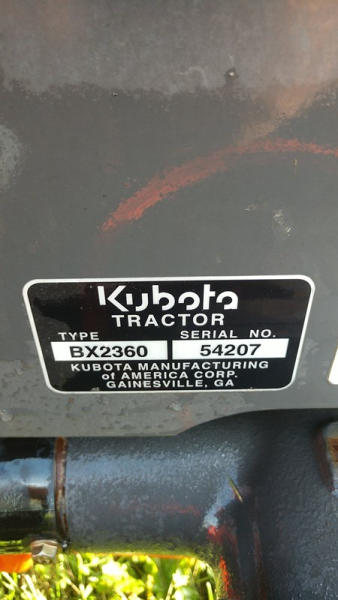 Kubota
TRACTOR
TYPE SERIAL NO.
BX2360 54207
KUBOTA MANUFACTURING
of AMERICA CORP.
GAINESVILLE, GA